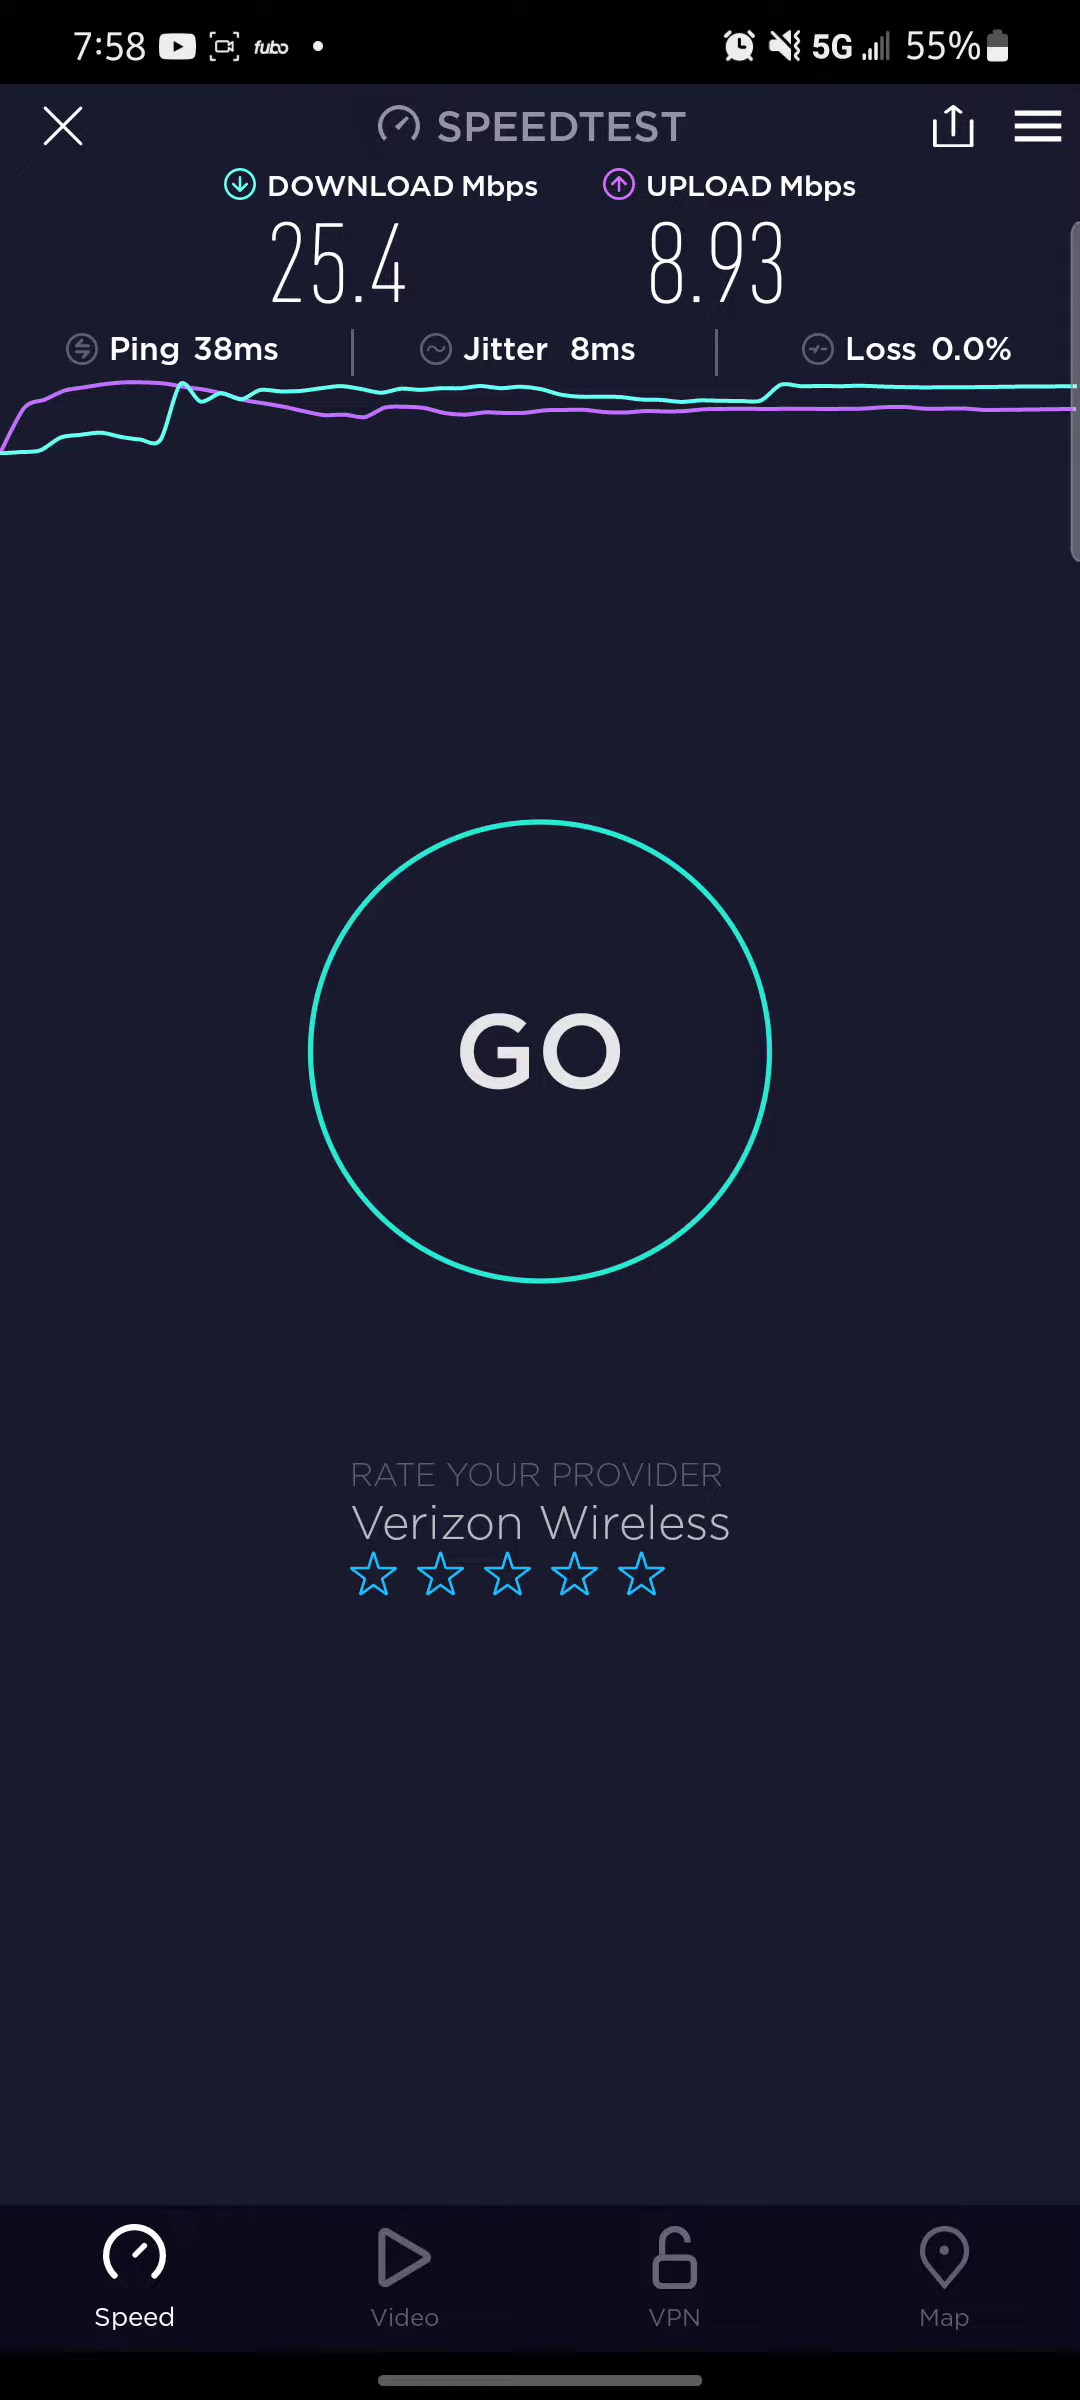 7:58 fubo 5G 55%
SPEEDTEST
DOWNLOAD Mbps UPLOAD Mbps
25.4 8.93
Ping 38ms Jitter 8ms Loss 0.0%
GO
RATE YOUR PROVIDER
Verizon Wireless
Speed Video VPN Map